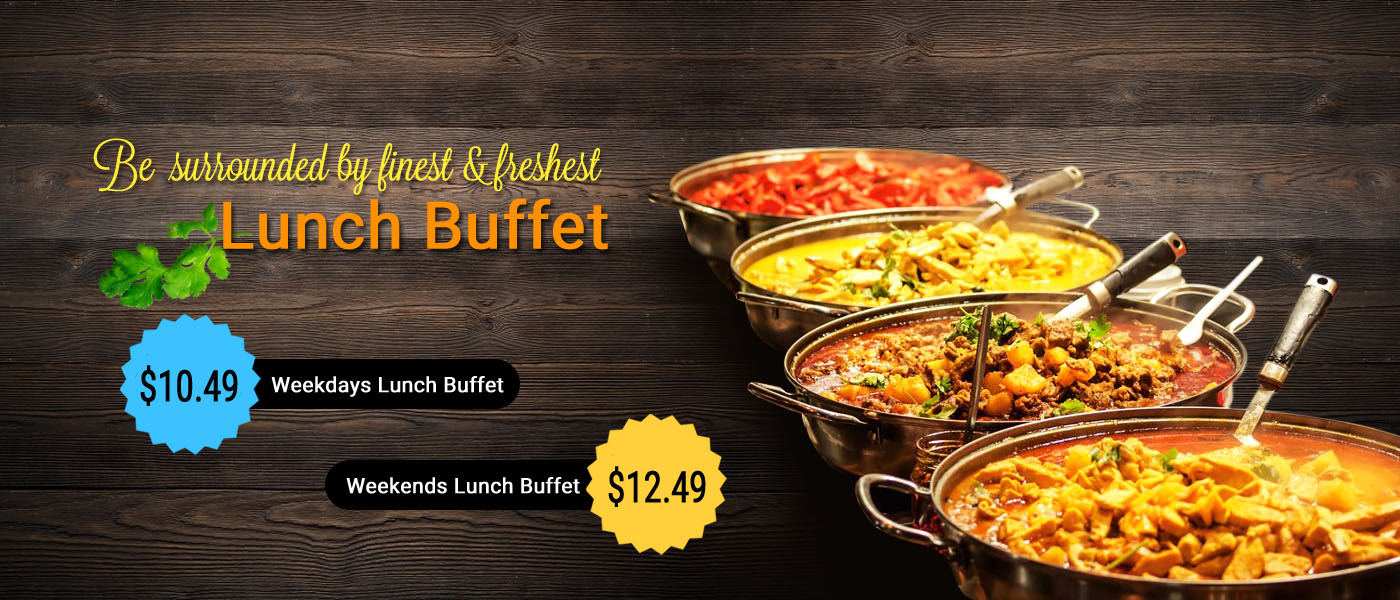 Be surrounded by finest & freshest
Lunch Buffet
$10.49 Weekdays Lunch Buffet
Weekends Lunch Buffet $12.49